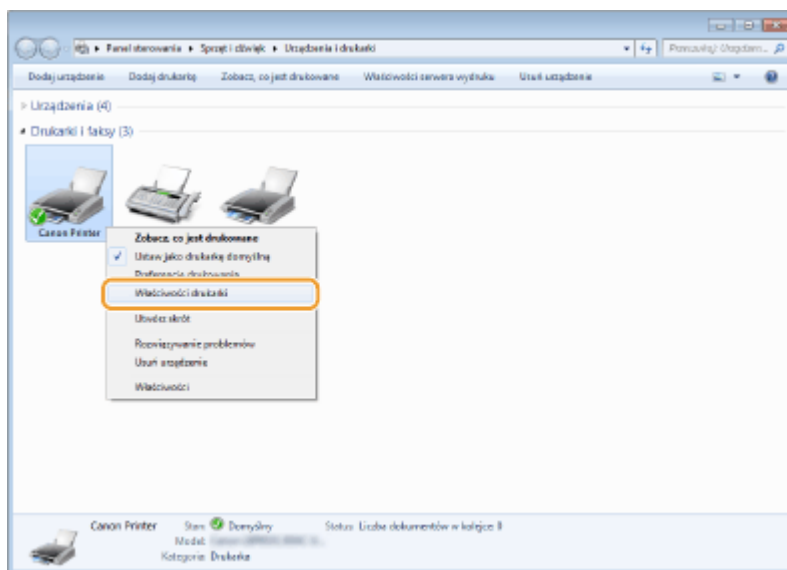 Panel sterowania ▸ Sprzęt i dźwięk ▸ Urządzenia i drukarki
Przeszukaj: Urządzen...
Dodaj urządzenie Dodaj drukarkę Zobacz, co jest drukowane Właściwości serwera wydruku Usuń urządzenie
Urządzenia (4)
Drukarki i faksy (3)
Canon Printer
Zobacz, co jest drukowane
Ustaw jako drukarkę domyślną
Preferencje drukowania
Właściwości drukarki
Utwórz skrót
Rozwiązywanie problemów
Usuń urządzenie
Właściwości
Canon Printer Stan: Domyślny Status: Liczba dokumentów w kolejce: 0
Model:
Kategoria: Drukarka